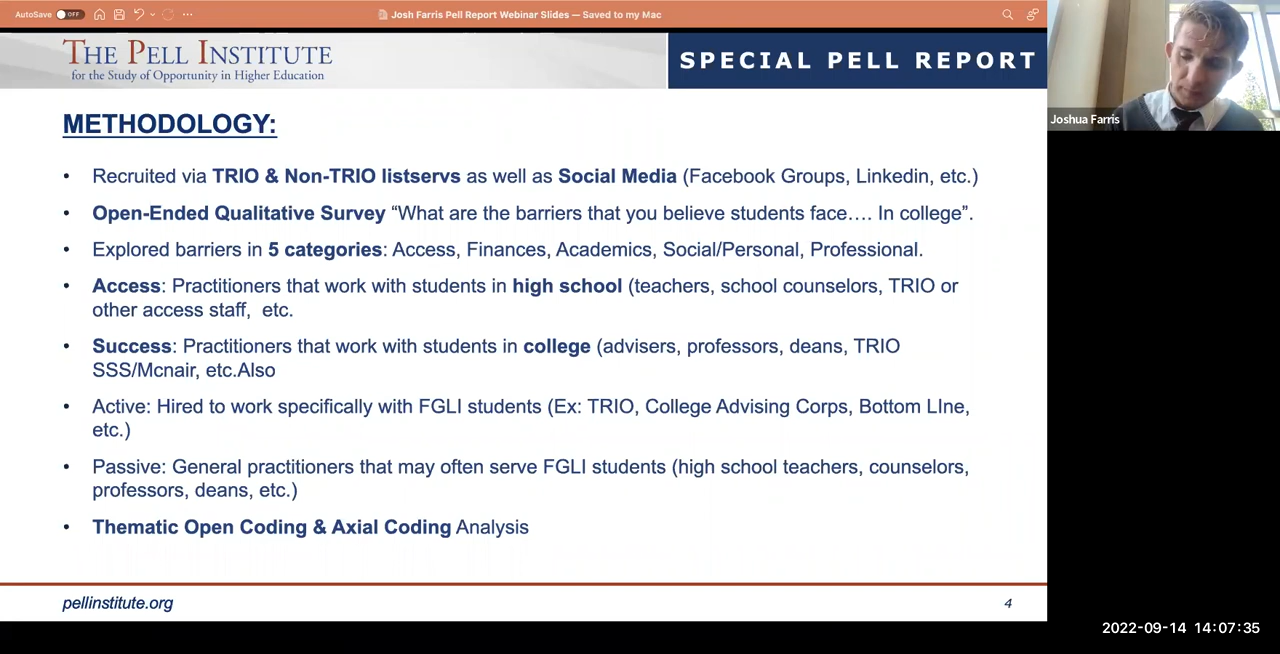 AutoSave OFF
Josh Farris Pell Report Webinar Slides — Saved to my Mac
THE PELL INSTITUTE
for the Study of Opportunity in Higher Education
SPECIAL PELL REPORT
Joshua Farris
METHODOLOGY:
• Recruited via TRIO & Non-TRIO listservs as well as Social Media (Facebook Groups, Linkedin, etc.)
• Open-Ended Qualitative Survey “What are the barriers that you believe students face…. In college”.
• Explored barriers in 5 categories: Access, Finances, Academics, Social/Personal, Professional.
• Access: Practitioners that work with students in high school (teachers, school counselors, TRIO or
other access staff, etc.
• Success: Practitioners that work with students in college (advisers, professors, deans, TRIO
SSS/Mcnair, etc.Also
• Active: Hired to work specifically with FGLI students (Ex: TRIO, College Advising Corps, Bottom LIne,
etc.)
• Passive: General practitioners that may often serve FGLI students (high school teachers, counselors,
professors, deans, etc.)
• Thematic Open Coding & Axial Coding Analysis
pellinstitute.org
4
2022-09-14 14:07:35